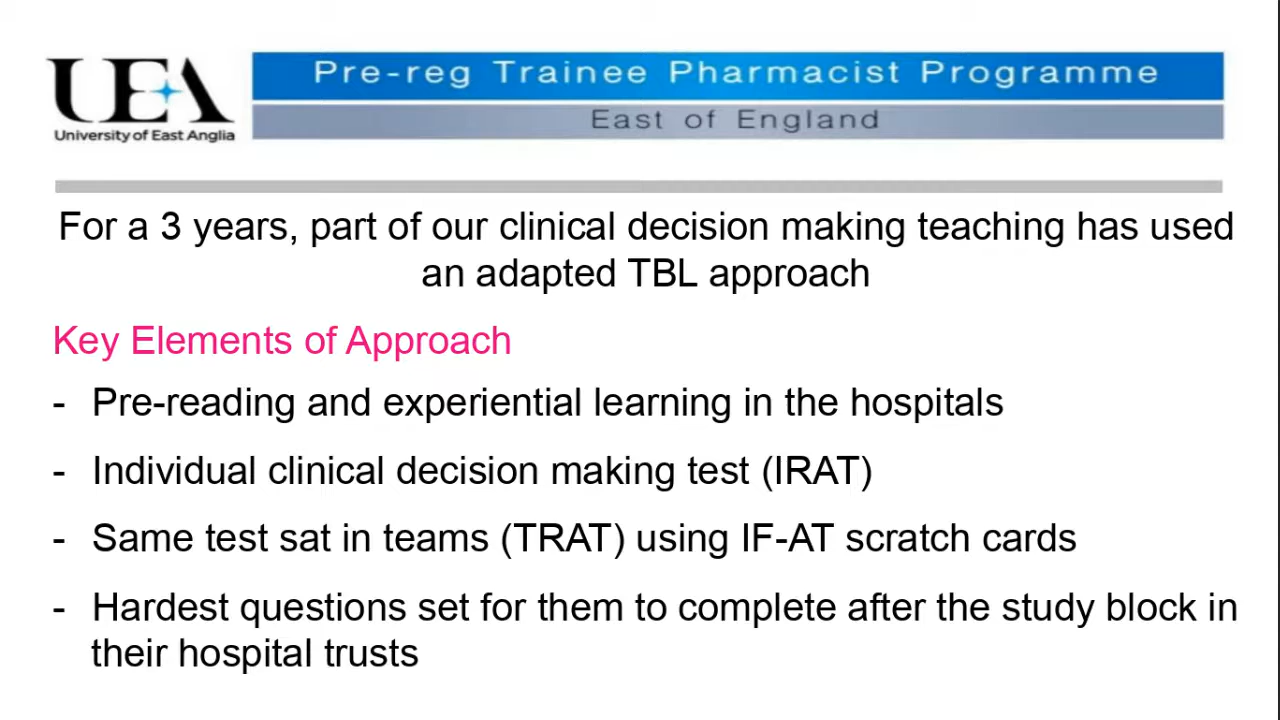 UEA
University of East Anglia
Pre-reg Trainee Pharmacist Programme
East of England
For a 3 years, part of our clinical decision making teaching has used
an adapted TBL approach
Key Elements of Approach
- Pre-reading and experiential learning in the hospitals
- Individual clinical decision making test (IRAT)
- Same test sat in teams (TRAT) using IF-AT scratch cards
- Hardest questions set for them to complete after the study block in
their hospital trusts